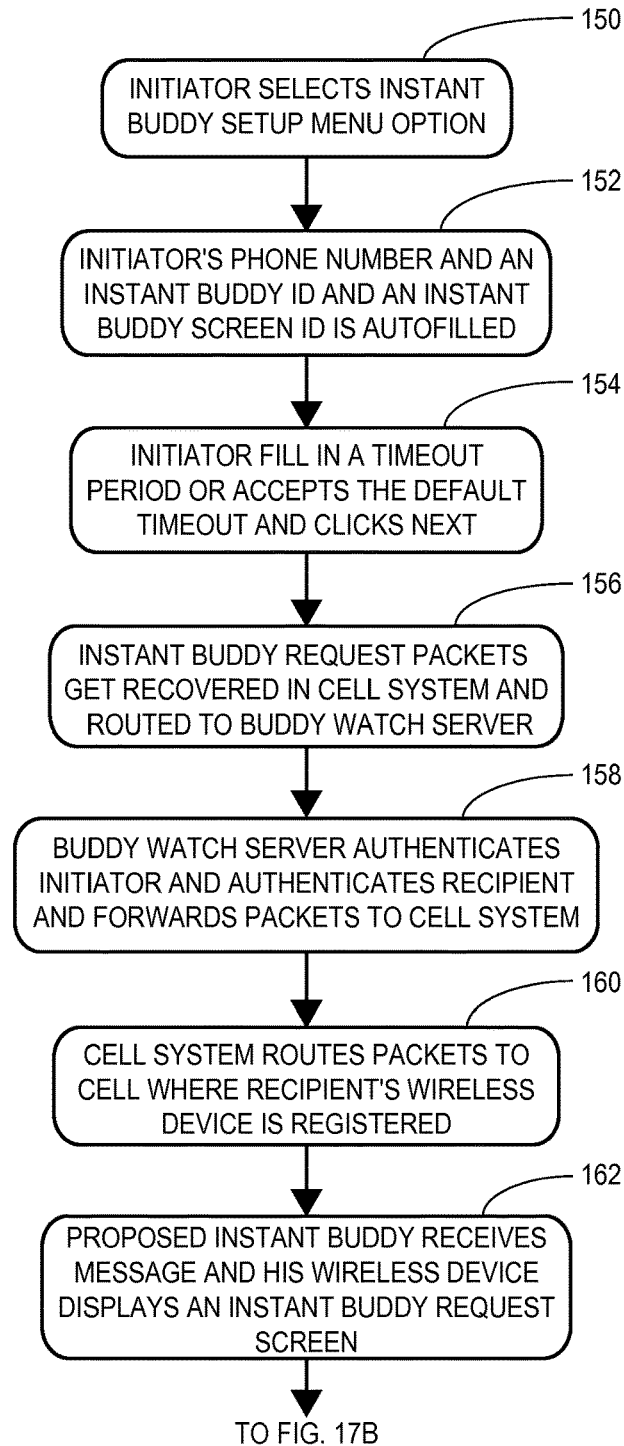 150
INITIATOR SELECTS INSTANT
BUDDY SETUP MENU OPTION
152
INITIATOR'S PHONE NUMBER AND AN
INSTANT BUDDY ID AND AN INSTANT
BUDDY SCREEN ID IS AUTOFILLED
154
INITIATOR FILL IN A TIMEOUT
PERIOD OR ACCEPTS THE DEFAULT
TIMEOUT AND CLICKS NEXT
156
INSTANT BUDDY REQUEST PACKETS
GET RECOVERED IN CELL SYSTEM AND
ROUTED TO BUDDY WATCH SERVER
158
BUDDY WATCH SERVER AUTHENTICATES
INITIATOR AND AUTHENTICATES RECIPIENT
AND FORWARDS PACKETS TO CELL SYSTEM
160
CELL SYSTEM ROUTES PACKETS TO
CELL WHERE RECIPIENT'S WIRELESS
DEVICE IS REGISTERED
162
PROPOSED INSTANT BUDDY RECEIVES
MESSAGE AND HIS WIRELESS DEVICE
DISPLAYS AN INSTANT BUDDY REQUEST
SCREEN
TO FIG. 17B